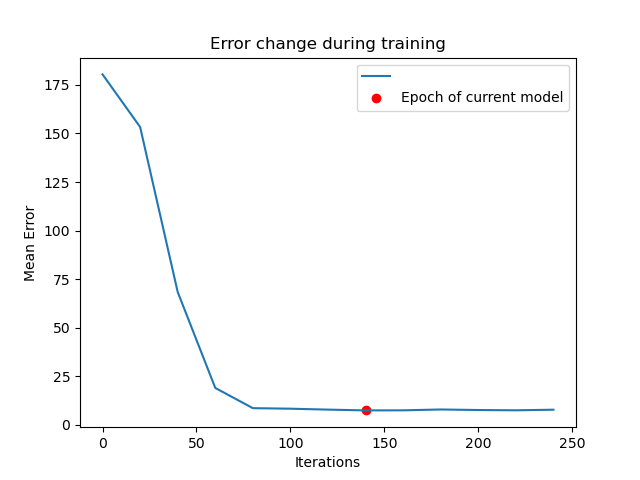 Error change during training
Epoch of current model
Mean Error
175
150
125
100
75
50
25
0
0 50 100 150 200 250
Iterations